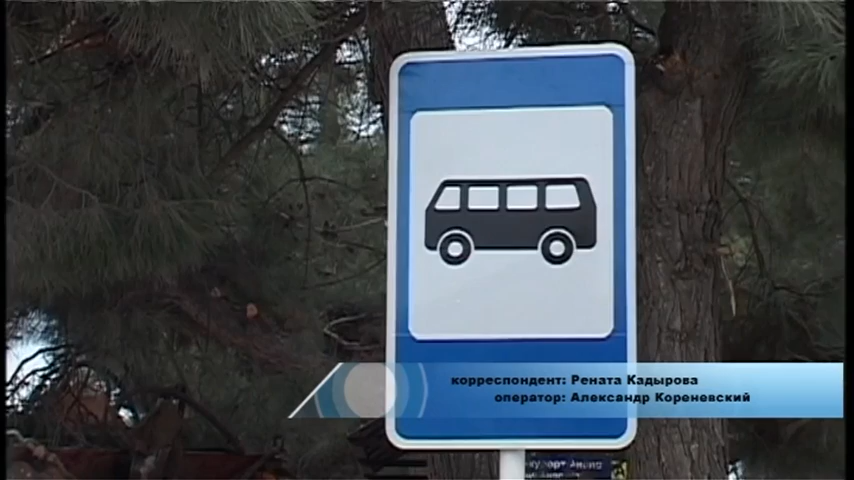 корреспондент: Рената Кадырова
оператор: Александр Кореневский